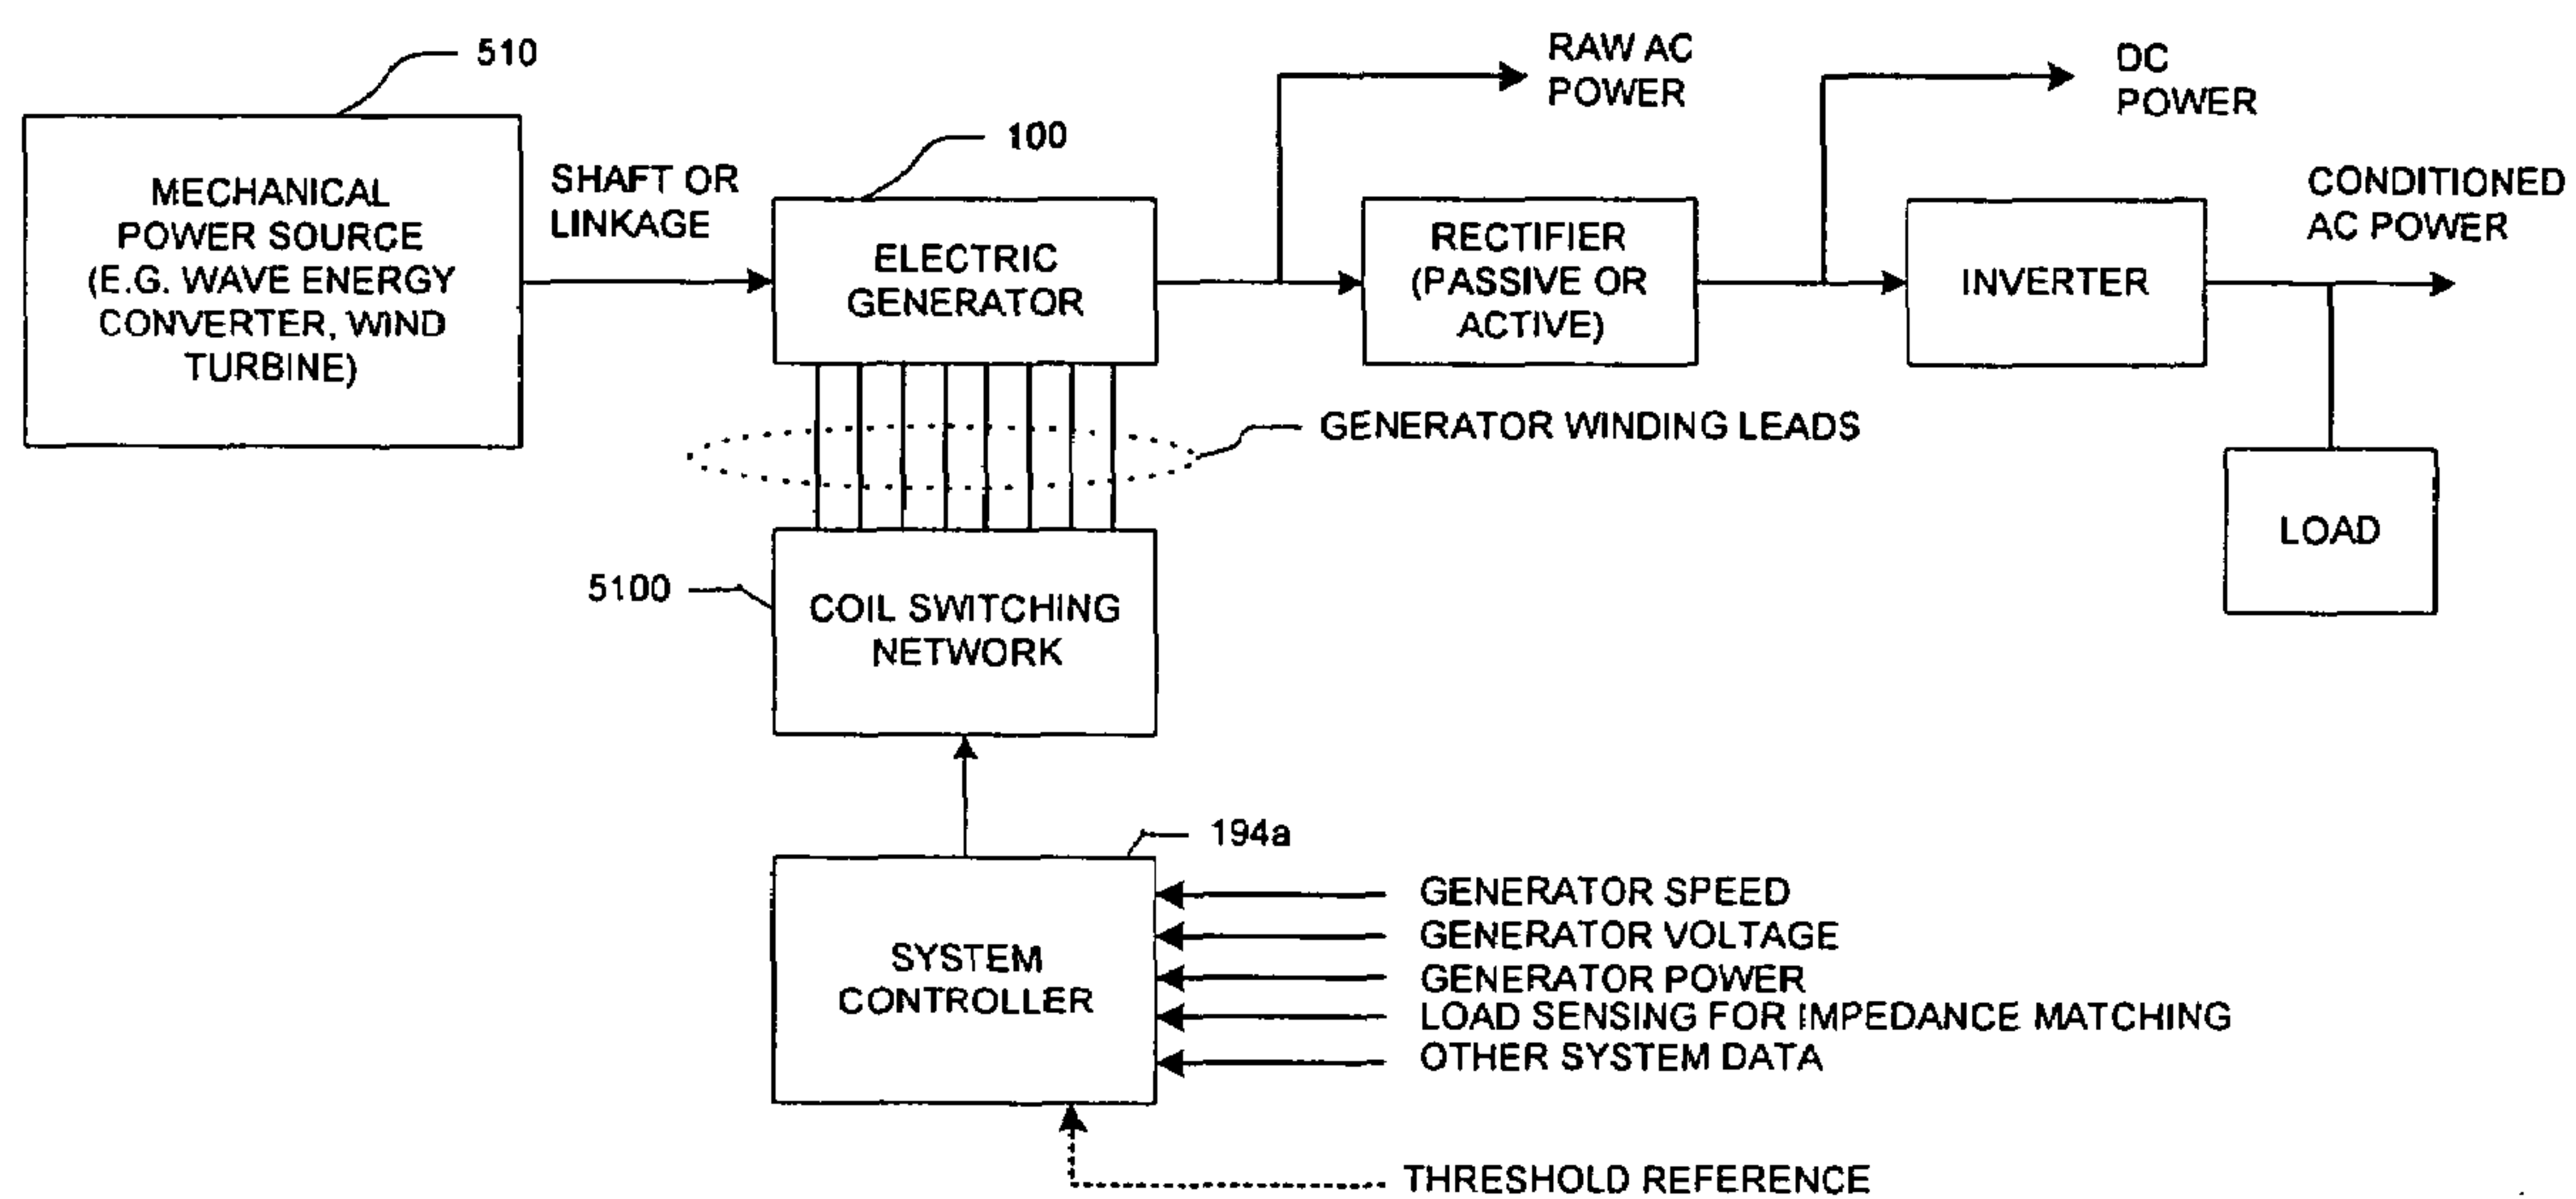 510
MECHANICAL
POWER SOURCE
(E.G. WAVE ENERGY
CONVERTER, WIND
TURBINE)
SHAFT OR
LINKAGE
100
ELECTRIC
GENERATOR
RAW AC
POWER
RECTIFIER
(PASSIVE OR
ACTIVE)
DC
POWER
INVERTER
CONDITIONED
AC POWER
LOAD
GENERATOR WINDING LEADS
5100
COIL SWITCHING
NETWORK
194a
SYSTEM
CONTROLLER
GENERATOR SPEED
GENERATOR VOLTAGE
GENERATOR POWER
LOAD SENSING FOR IMPEDANCE MATCHING
OTHER SYSTEM DATA
THRESHOLD REFERENCE